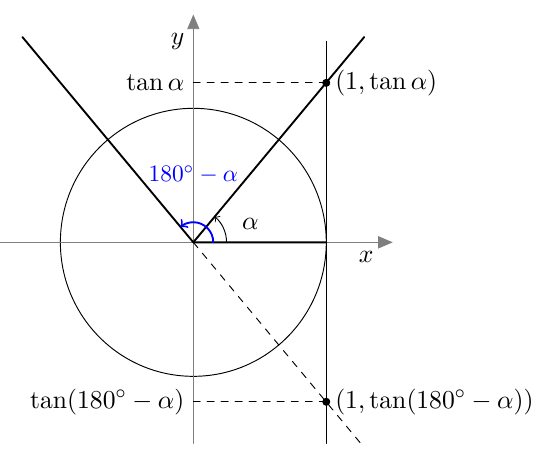 y
tan α
(1, tan α)
180° − α
α
x
tan(180° − α)
(1, tan(180° − α))